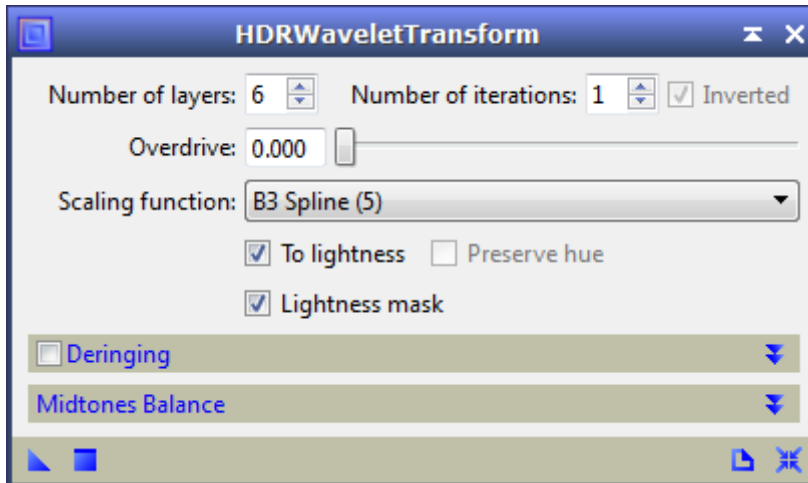 HDRWaveletTransform
Number of layers: 6 Number of iterations: 1 Inverted
Overdrive: 0.000
Scaling function: B3 Spline (5)
To lightness Preserve hue
Lightness mask
Deringing
Midtones Balance